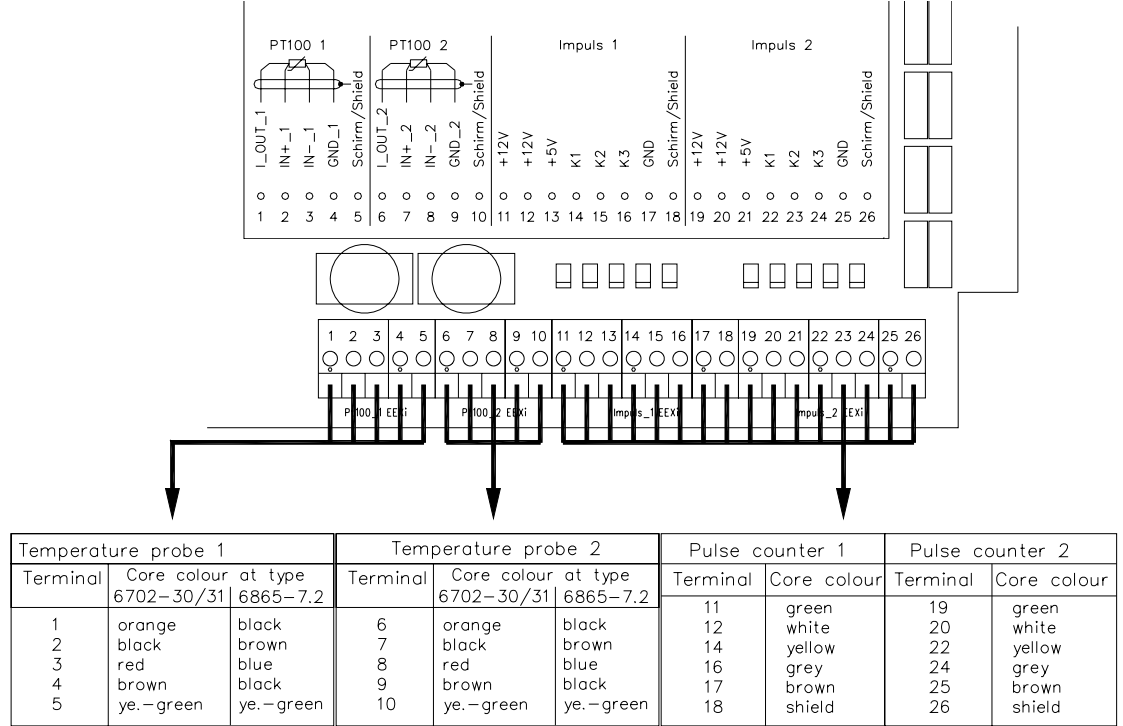 PT100 1 PT100 2 Impuls 1 Impuls 2
I_OUT_1 IN+_1 IN-_1 GND_1 Schirm/Shield I_OUT_2 IN+_2 IN-_2 GND_2 Schirm/Shield +12V +12V +5V K1 K2 K3 GND Schirm/Shield +12V +12V +5V K1 K2 K3 GND Schirm/Shield
1 2 3 4 5 6 7 8 9 10 11 12 13 14 15 16 17 18 19 20 21 22 23 24 25 26
1 2 3 4 5 6 7 8 9 10 11 12 13 14 15 16 17 18 19 20 21 22 23 24 25 26
Pt100_1 EEXi Pt100_2 EEXi Impuls_1 EEXi Impuls_2 EEXi
Temperature probe 1 Temperature probe 2 Pulse counter 1 Pulse counter 2
Terminal Core colour at type Terminal Core colour at type Terminal Core colour Terminal Core colour
6702-30/31 6865-7.2 6702-30/31 6865-7.2
11 green 19 green
1 orange black 6 orange black 12 white 20 white
2 black brown 7 black brown 14 yellow 22 yellow
3 red blue 8 red blue 16 grey 24 grey
4 brown black 9 brown black 17 brown 25 brown
5 ye.-green ye.-green 10 ye.-green ye.-green 18 shield 26 shield